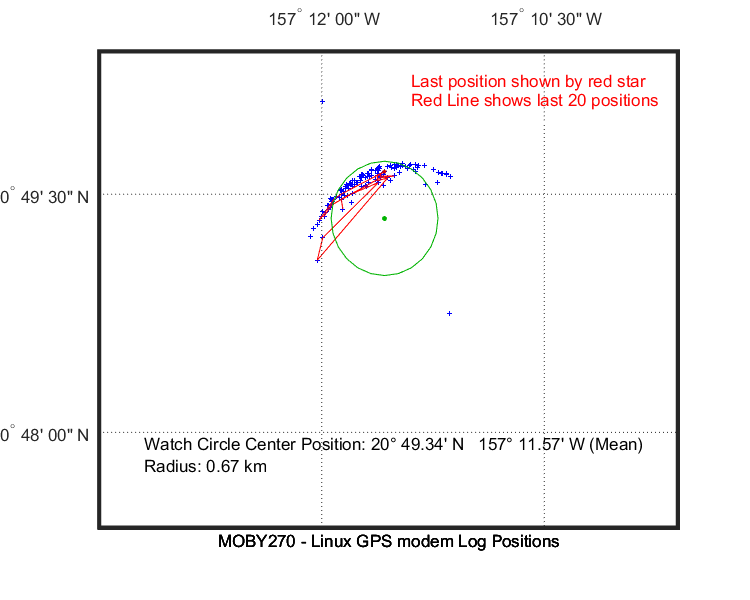 157° 12' 00" W 157° 10' 30" W
Last position shown by red star
Red Line shows last 20 positions
0° 49' 30" N
0° 48' 00" N
Watch Circle Center Position: 20° 49.34' N 157° 11.57' W (Mean)
Radius: 0.67 km
MOBY270 - Linux GPS modem Log Positions